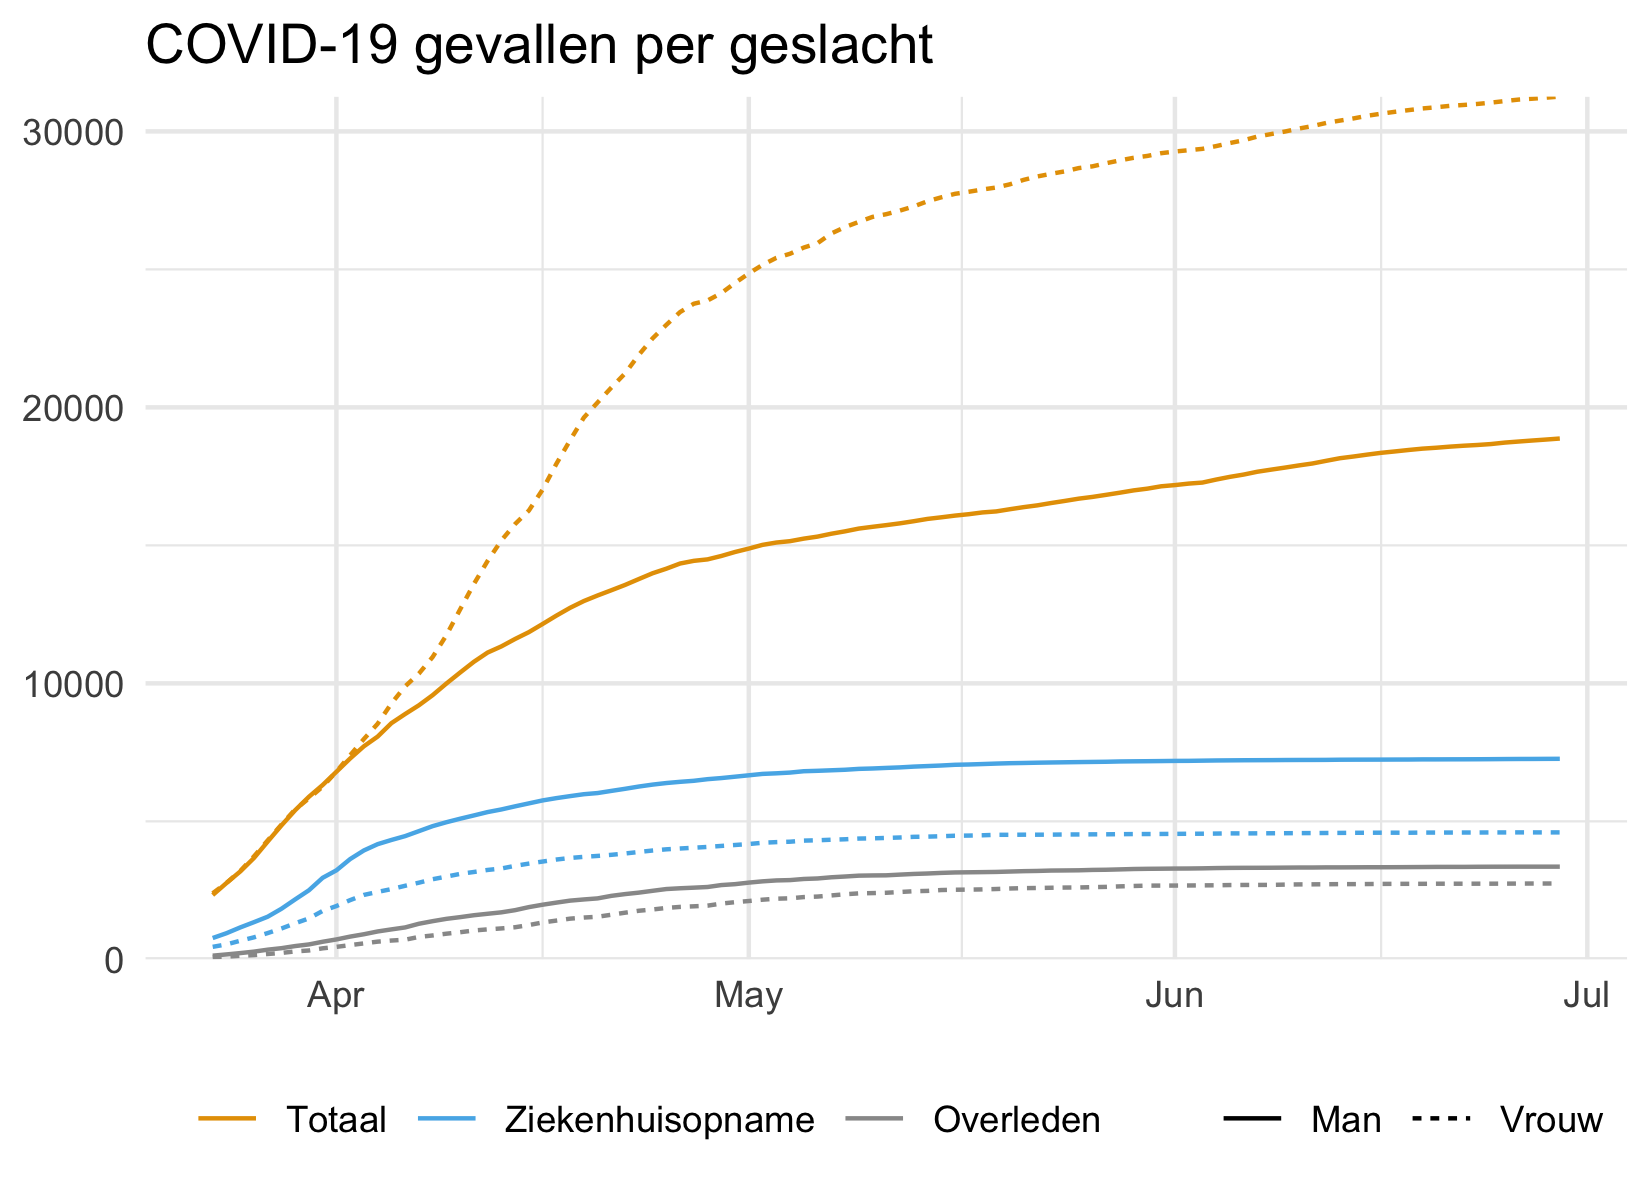 COVID-19 gevallen per geslacht
30000
20000
10000
0
Apr May Jun Jul
Totaal Ziekenhuisopname Overleden Man Vrouw